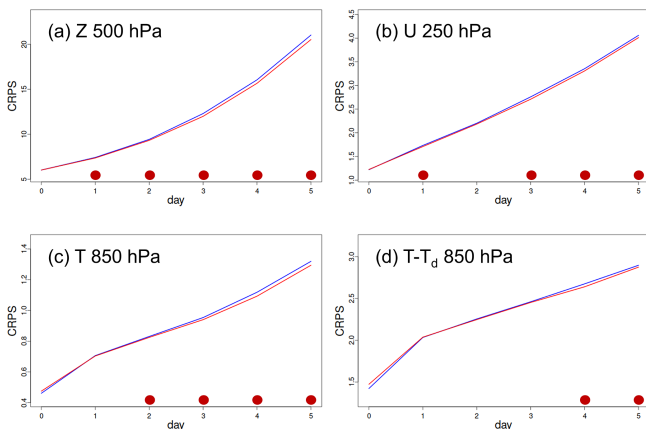 (a) Z 500 hPa
CRPS
20
15
10
5
0 1 2 3 4 5
day
(b) U 250 hPa
CRPS
4.5
4.0
3.5
3.0
2.5
2.0
1.5
1.0
0 1 2 3 4 5
day
(c) T 850 hPa
CRPS
1.4
1.2
1.0
0.8
0.6
0.4
0 1 2 3 4 5
day
(d) T-Td 850 hPa
CRPS
3.0
2.5
2.0
1.5
0 1 2 3 4 5
day